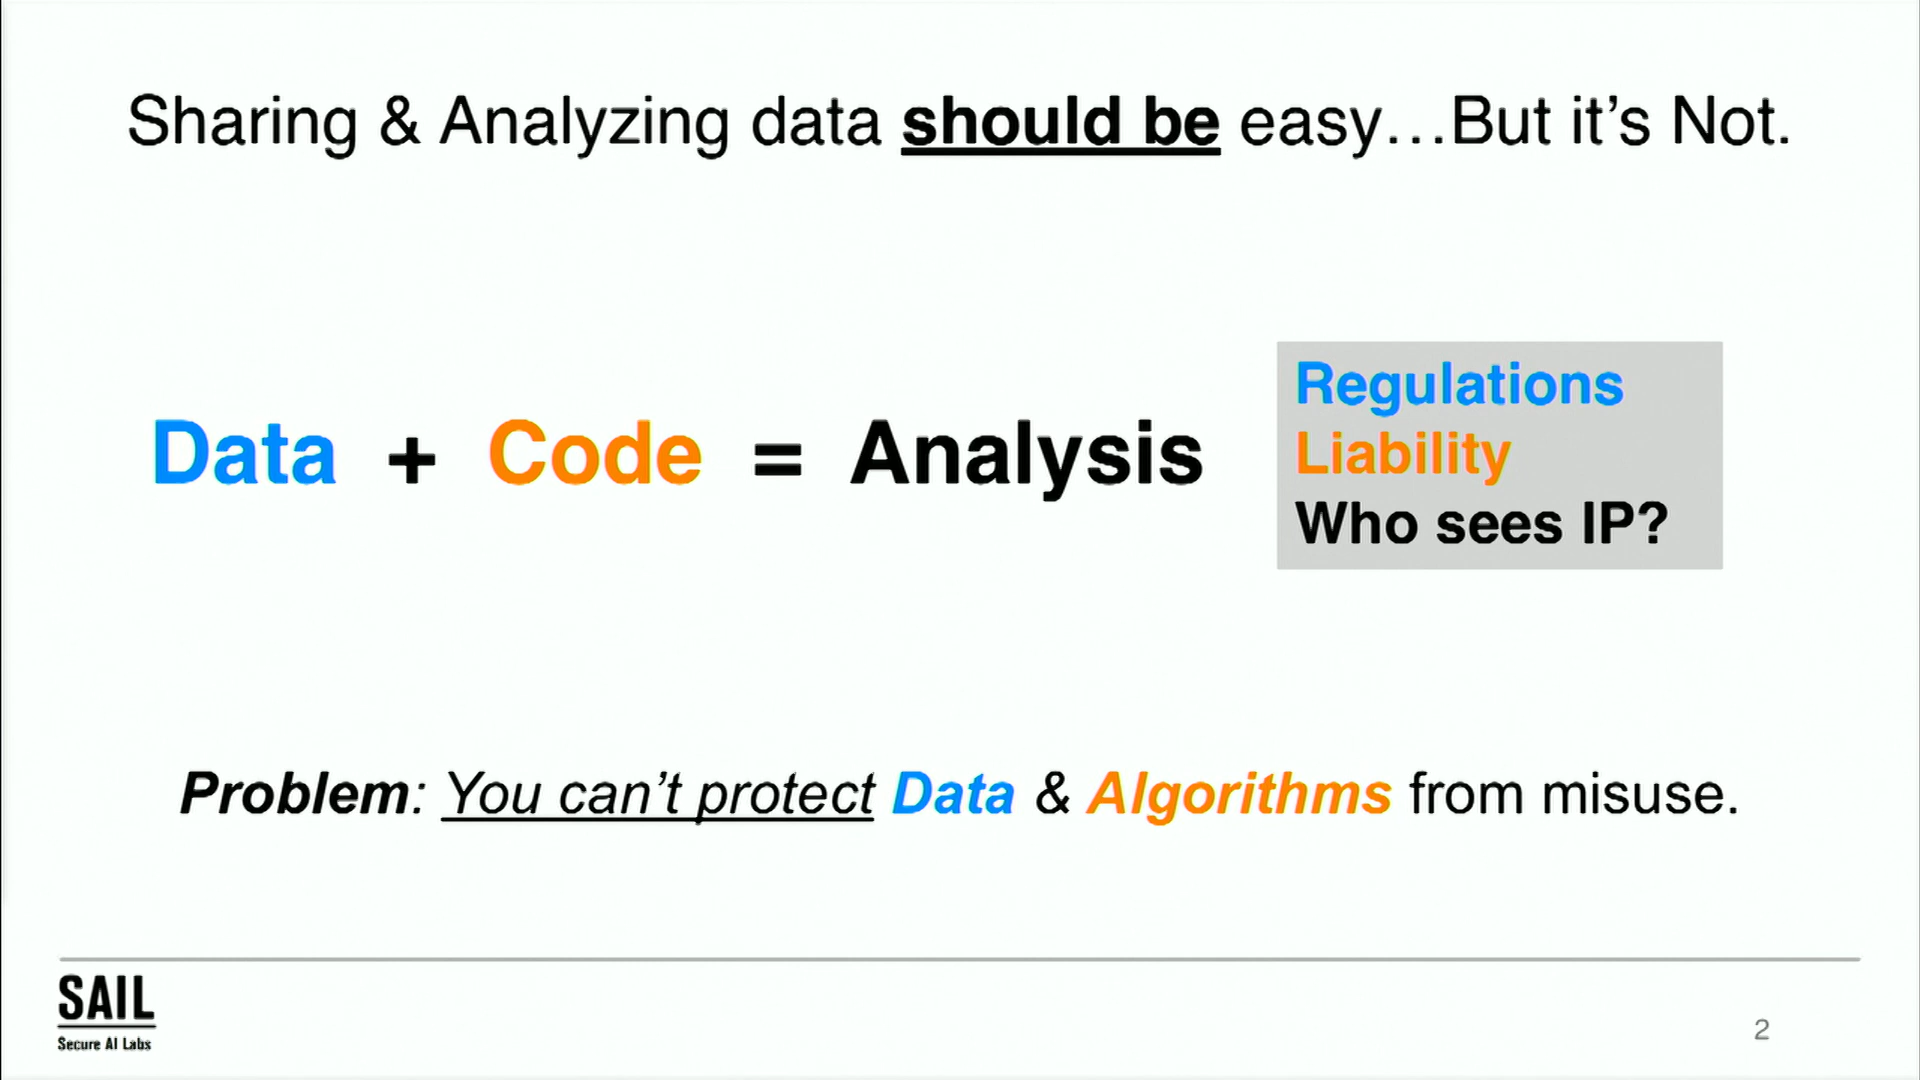 Sharing & Analyzing data should be easy…But it’s Not.
Data + Code = Analysis
Regulations
Liability
Who sees IP?
Problem: You can’t protect Data & Algorithms from misuse.
SAIL
Secure AI Labs
2